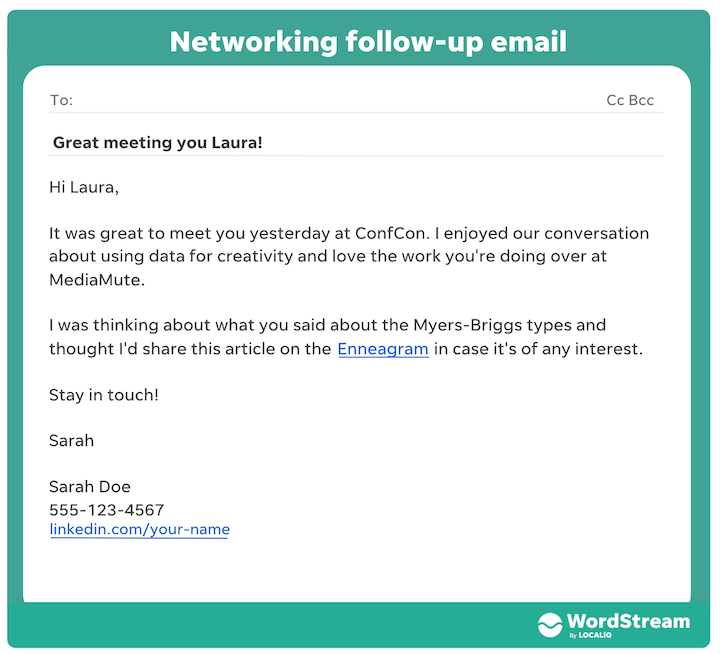 Networking follow-up email
To: Cc Bcc
Great meeting you Laura!
Hi Laura,
It was great to meet you yesterday at ConfCon. I enjoyed our conversation
about using data for creativity and love the work you're doing over at
MediaMute.
I was thinking about what you said about the Myers-Briggs types and
thought I'd share this article on the Enneagram in case it's of any interest.
Stay in touch!
Sarah
Sarah Doe
555-123-4567
linkedin.com/your-name
WordStream
By LOCALiQ